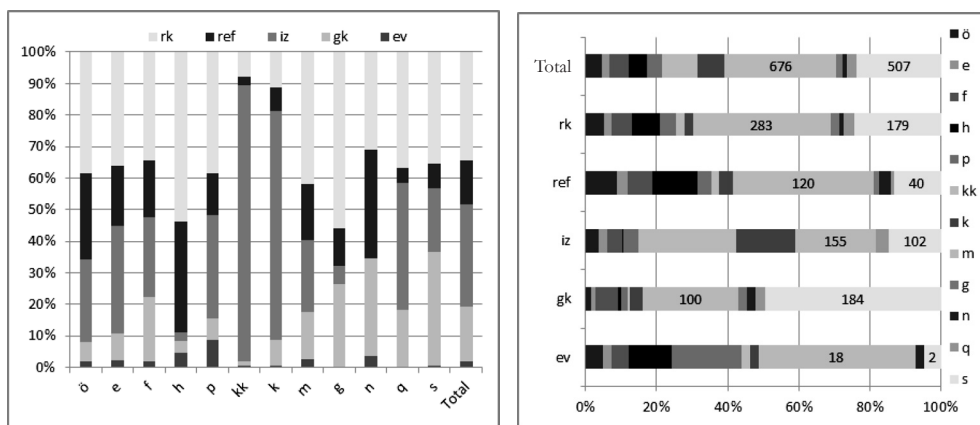 rk ref iz gk ev
100%
90%
80%
70%
60%
50%
40%
30%
20%
10%
0%
ö e f h p kk k m g n q s Total
Total 676 507
rk 283 179
ref 120 40
iz 155 102
gk 100 184
ev 18 2
0% 20% 40% 60% 80% 100%
ö
e
f
h
p
kk
k
m
g
n
q
s